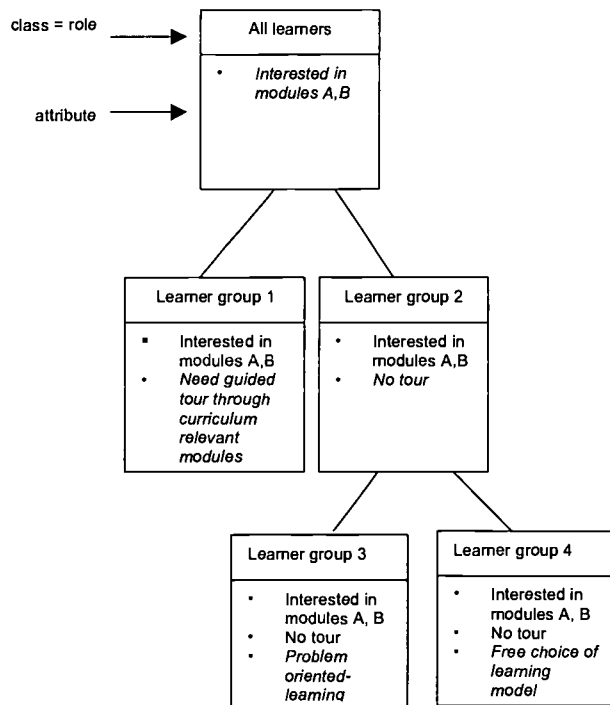 class = role
All learners
• Interested in
modules A,B
attribute
Learner group 1
▪ Interested in
modules A,B
• Need guided
tour through
curriculum
relevant
modules
Learner group 2
• Interested in
modules A,B
• No tour
Learner group 3
▪ Interested in
modules A, B
• No tour
▪ Problem
oriented-
learning
Learner group 4
• Interested in
modules A, B
▪ No tour
▪ Free choice of
learning
model